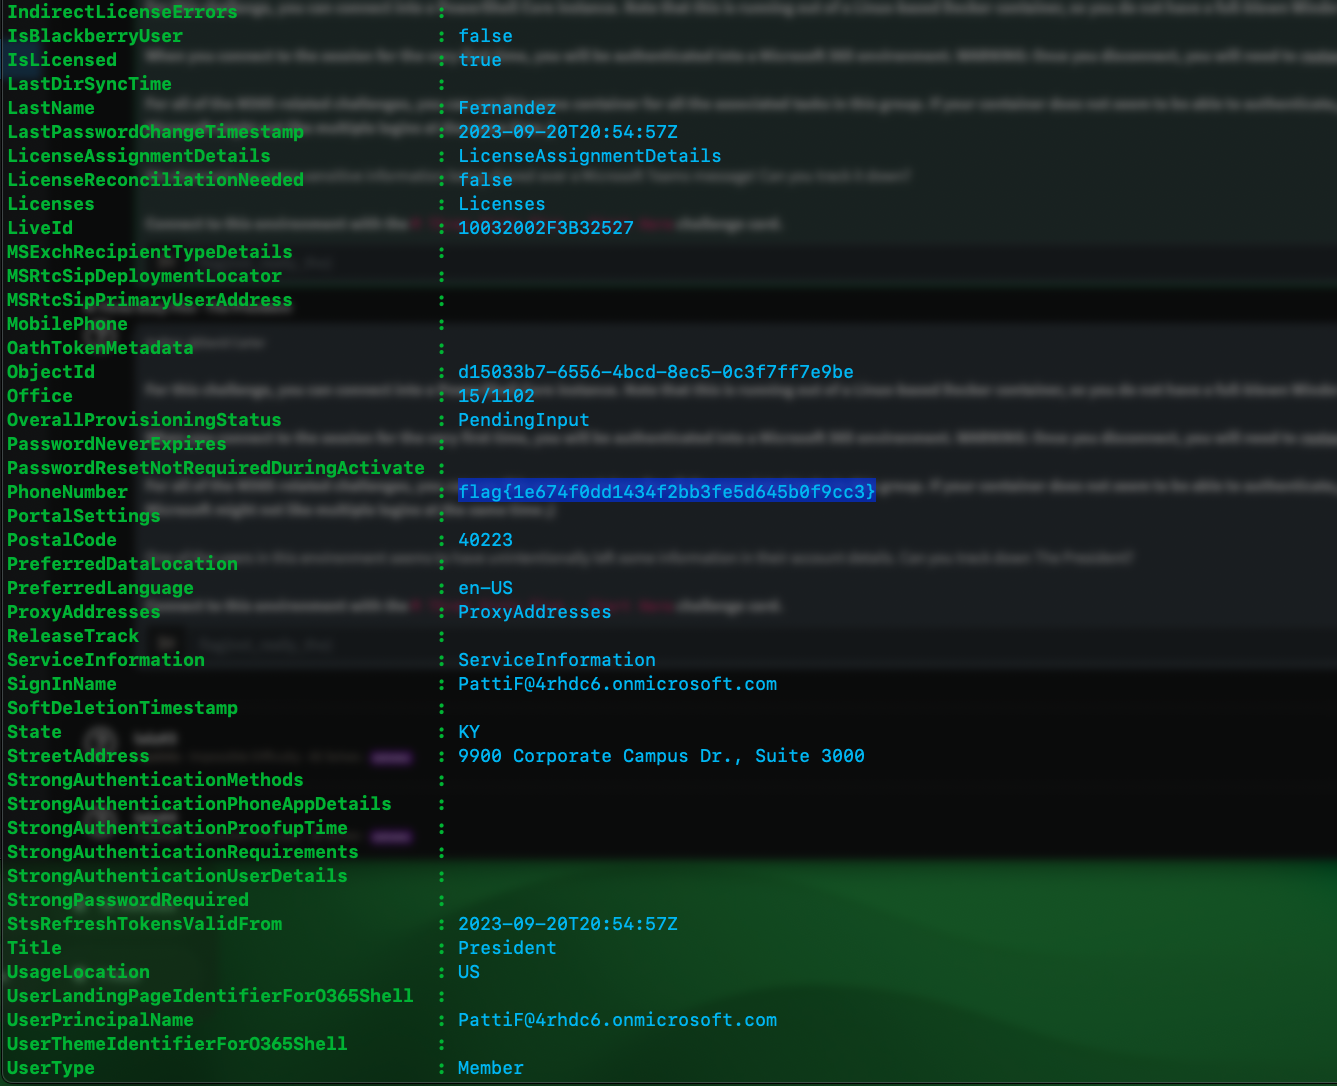 IndirectLicenseErrors :
IsBlackberryUser : false
IsLicensed : true
LastDirSyncTime :
LastName : Fernandez
LastPasswordChangeTimestamp : 2023-09-20T20:54:57Z
LicenseAssignmentDetails : LicenseAssignmentDetails
LicenseReconciliationNeeded : false
Licenses : Licenses
LiveId : 10032002F3B32527
MSExchRecipientTypeDetails :
MSRtcSipDeploymentLocator :
MSRtcSipPrimaryUserAddress :
MobilePhone :
OathTokenMetadata :
ObjectId : d15033b7-6556-4bcd-8ec5-0c3f7ff7e9be
Office : 15/1102
OverallProvisioningStatus : PendingInput
PasswordNeverExpires :
PasswordResetNotRequiredDuringActivate :
PhoneNumber : flag{1e674f0dd1434f2bb3fe5d645b0f9cc3}
PortalSettings :
PostalCode : 40223
PreferredDataLocation :
PreferredLanguage : en-US
ProxyAddresses : ProxyAddresses
ReleaseTrack :
ServiceInformation : ServiceInformation
SignInName : PattiF@4rhdc6.onmicrosoft.com
SoftDeletionTimestamp :
State : KY
StreetAddress : 9900 Corporate Campus Dr., Suite 3000
StrongAuthenticationMethods :
StrongAuthenticationPhoneAppDetails :
StrongAuthenticationProofupTime :
StrongAuthenticationRequirements :
StrongAuthenticationUserDetails :
StrongPasswordRequired :
StsRefreshTokensValidFrom : 2023-09-20T20:54:57Z
Title : President
UsageLocation : US
UserLandingPageIdentifierForO365Shell :
UserPrincipalName : PattiF@4rhdc6.onmicrosoft.com
UserThemeIdentifierForO365Shell :
UserType : Member